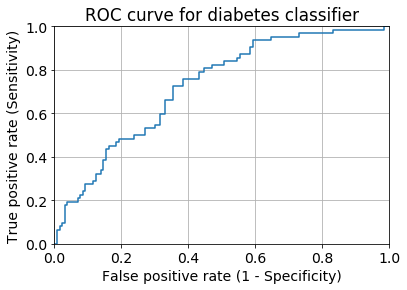 ROC curve for diabetes classifier
True positive rate (Sensitivity)
1.0
0.8
0.6
0.4
0.2
0.0
0.0 0.2 0.4 0.6 0.8 1.0
False positive rate (1 - Specificity)